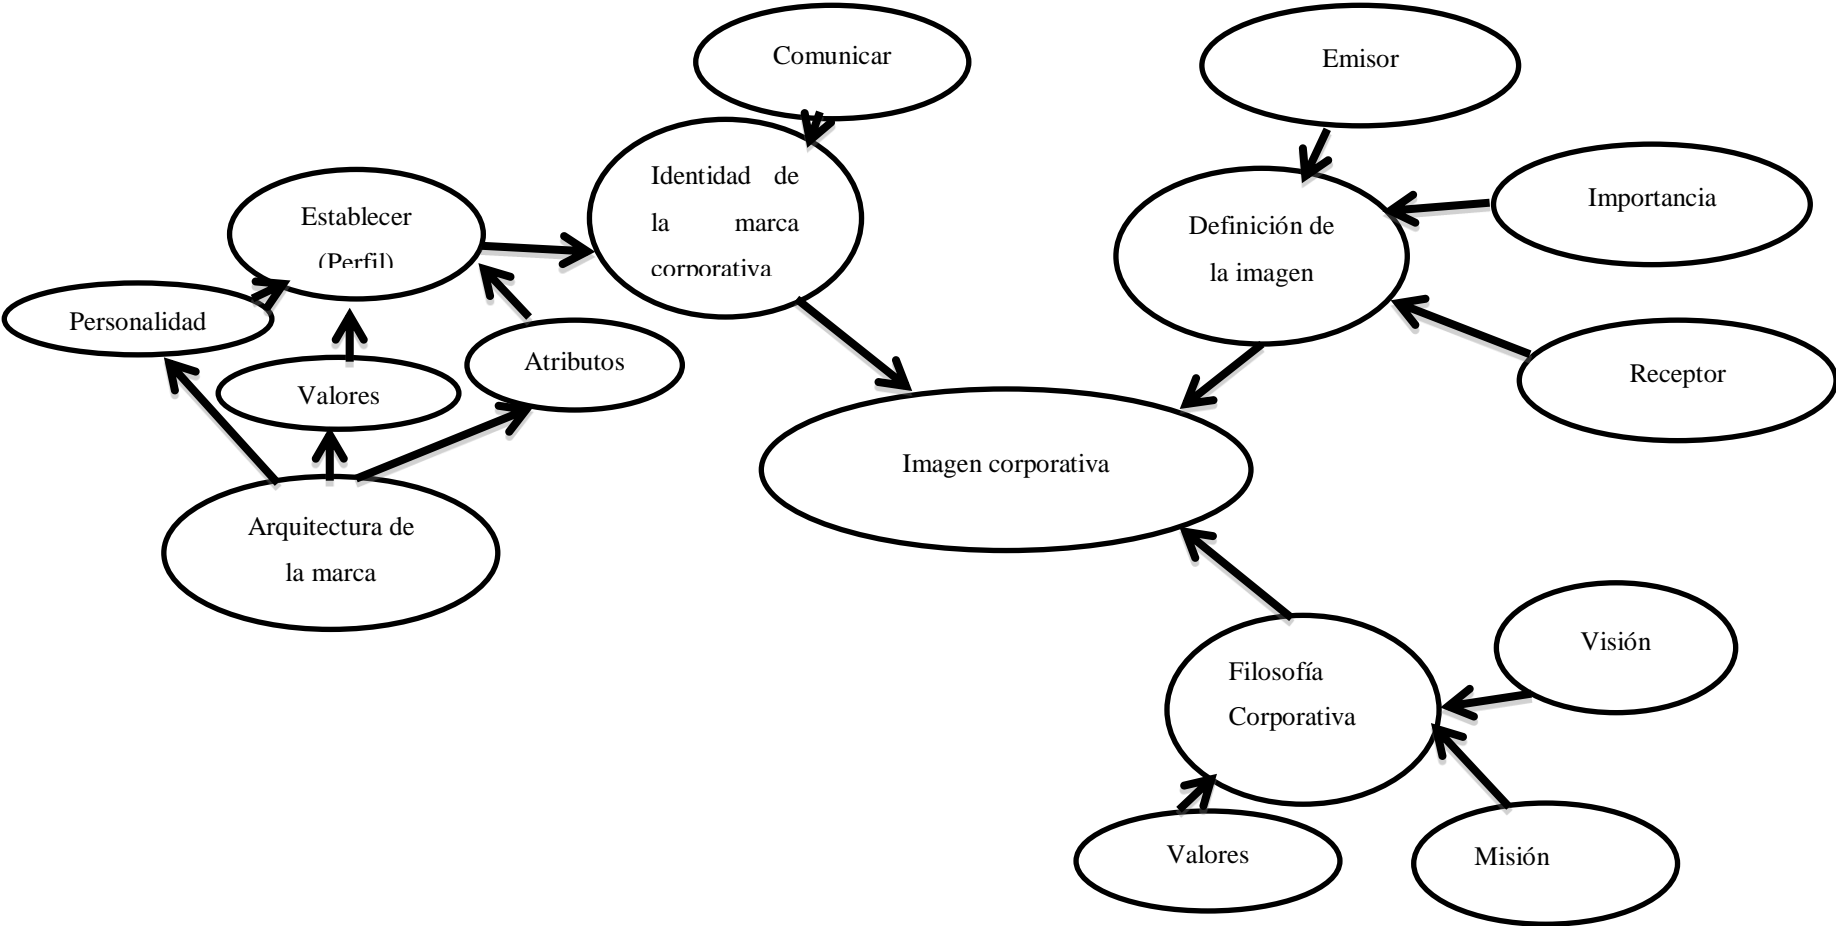 Comunicar
Emisor
Identidad de
la marca
corporativa
Importancia
Establecer
(Perfil)
Definición de
la imagen
Personalidad
Atributos
Receptor
Valores
Imagen corporativa
Arquitectura de
la marca
Visión
Filosofía
Corporativa
Valores
Misión